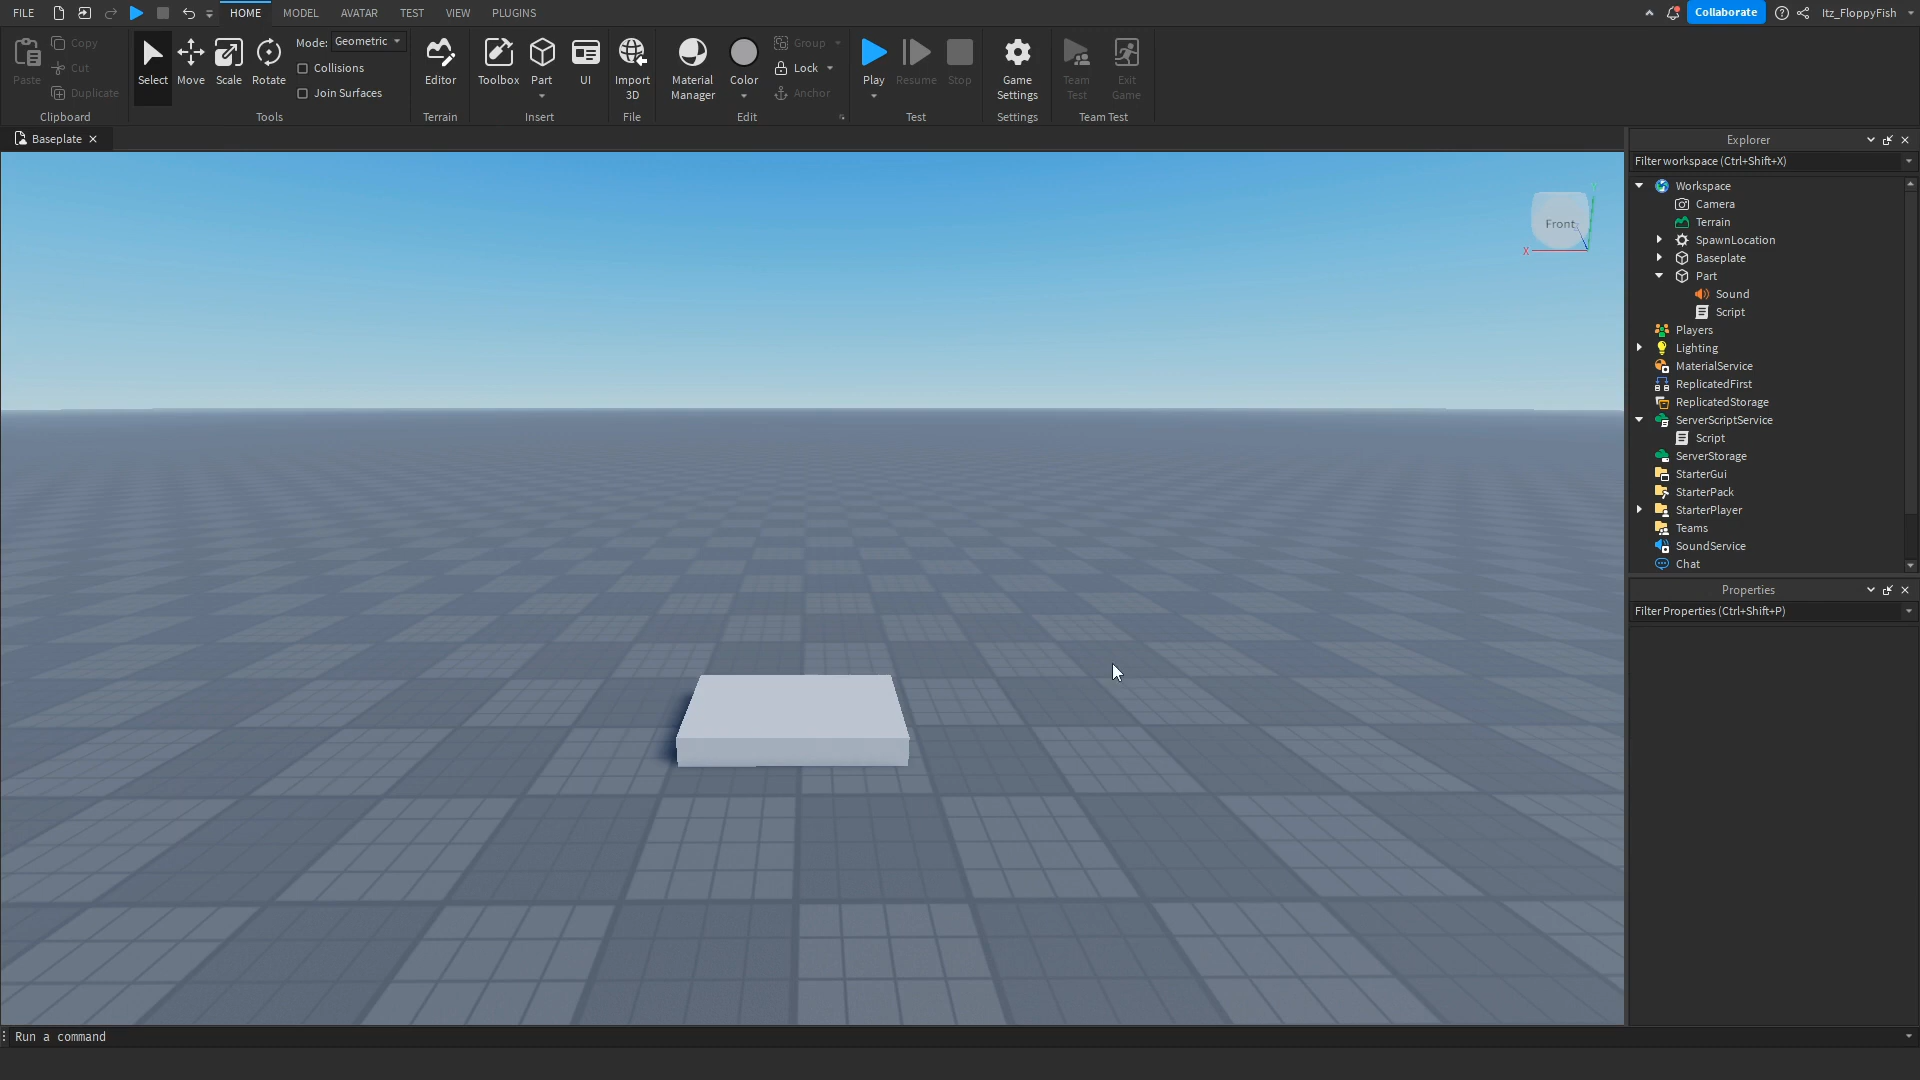 FILE HOME MODEL AVATAR TEST VIEW PLUGINS Collaborate Itz_FloppyFish
Paste
Copy
Cut
Duplicate
Clipboard
Select Move Scale Rotate
Mode: Geometric
Collisions
Join Surfaces
Tools
Editor
Terrain
Toolbox Part UI
Insert
Import
3D
File
Material
Manager
Color
Group
Lock
Anchor
Edit
Play Resume Stop
Test
Game
Settings
Settings
Team
Test
Exit
Game
Team Test
Baseplate
Front
X
Explorer
Filter workspace (Ctrl+Shift+X)
Workspace
Camera
Terrain
SpawnLocation
Baseplate
Part
Sound
Script
Players
Lighting
MaterialService
ReplicatedFirst
ReplicatedStorage
ServerScriptService
Script
ServerStorage
StarterGui
StarterPack
StarterPlayer
Teams
SoundService
Chat
Properties
Filter Properties (Ctrl+Shift+P)
Run a command